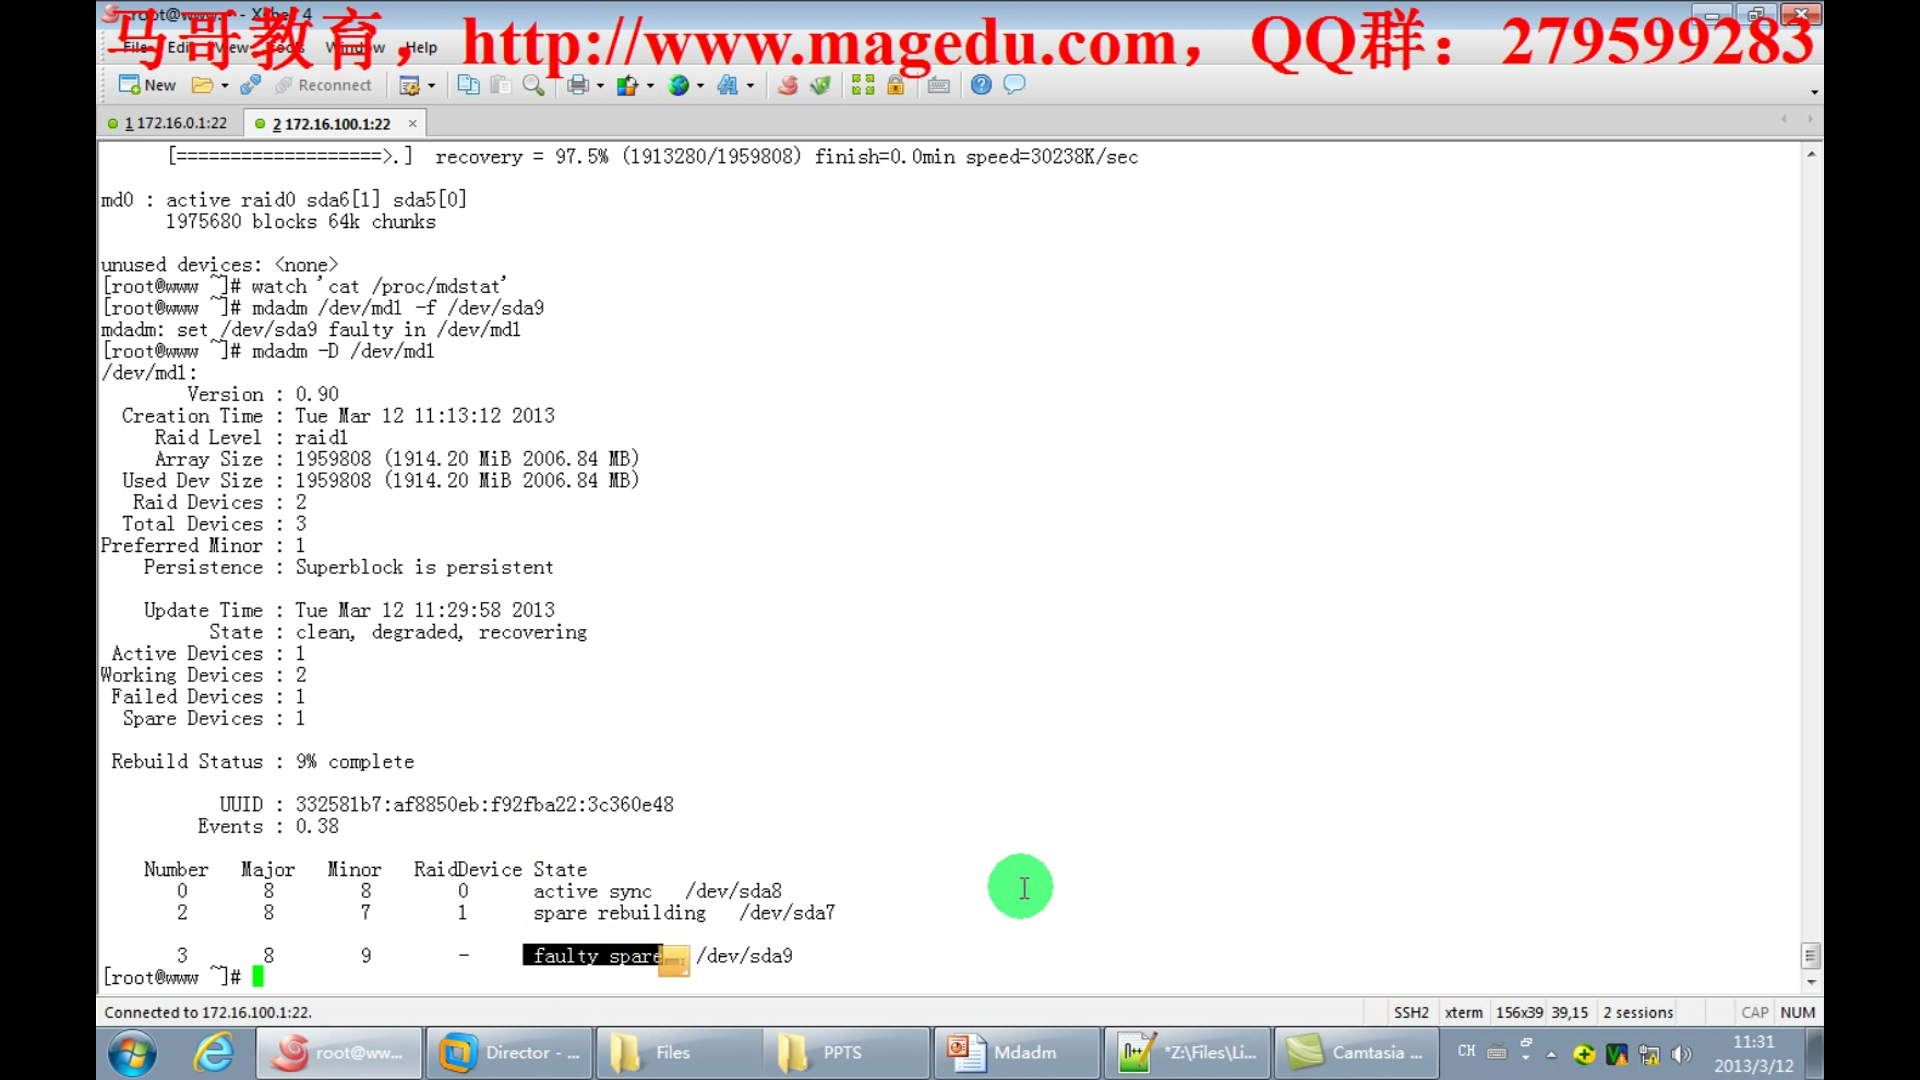 root@www:~ - Xshell 4
马哥教育，http://www.magedu.com，QQ群：279599283
File Edit View Tools Window Help
New Reconnect
1 172.16.0.1:22 2 172.16.100.1:22
[===================>.] recovery = 97.5% (1913280/1959808) finish=0.0min speed=30238K/sec
md0 : active raid0 sda6[1] sda5[0]
1975680 blocks 64k chunks
unused devices: <none>
[root@www ~]# watch 'cat /proc/mdstat'
[root@www ~]# mdadm /dev/md1 -f /dev/sda9
mdadm: set /dev/sda9 faulty in /dev/md1
[root@www ~]# mdadm -D /dev/md1
/dev/md1:
Version : 0.90
Creation Time : Tue Mar 12 11:13:12 2013
Raid Level : raid1
Array Size : 1959808 (1914.20 MiB 2006.84 MB)
Used Dev Size : 1959808 (1914.20 MiB 2006.84 MB)
Raid Devices : 2
Total Devices : 3
Preferred Minor : 1
Persistence : Superblock is persistent
Update Time : Tue Mar 12 11:29:58 2013
State : clean, degraded, recovering
Active Devices : 1
Working Devices : 2
Failed Devices : 1
Spare Devices : 1
Rebuild Status : 9% complete
UUID : 332581b7:af8850eb:f92fba22:3c360e48
Events : 0.38
Number Major Minor RaidDevice State
0 8 8 0 active sync /dev/sda8
2 8 7 1 spare rebuilding /dev/sda7
3 8 9 - faulty spare /dev/sda9
[root@www ~]#
Connected to 172.16.100.1:22. SSH2 xterm 156x39 39,15 2 sessions CAP NUM
root@ww... Director - ... Files PPTS Mdadm *Z:\Files\Li... Camtasia ... CH 11:31
2013/3/12